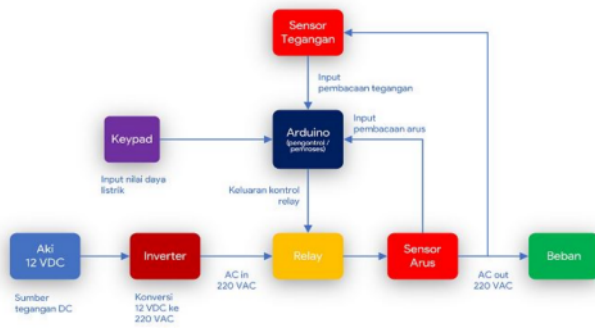 Sensor
Tegangan
Input
pembacaan tegangan
Keypad
Arduino
(pengontrol /
pemroses)
Input
pembacaan arus
Input nilai daya
listrik
Keluaran kontrol
relay
Aki
12 VDC
Inverter
AC in
220 VAC
Relay
Sensor
Arus
AC out
220 VAC
Beban
Sumber
tegangan DC
Konversi
12 VDC ke
220 VAC